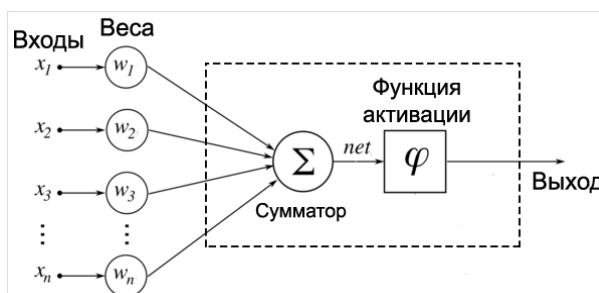 Входы
Веса
x1
w1
x2
w2
x3
w3
⋮
⋮
xn
wn
Σ
Сумматор
net
Функция
активации
φ
Выход